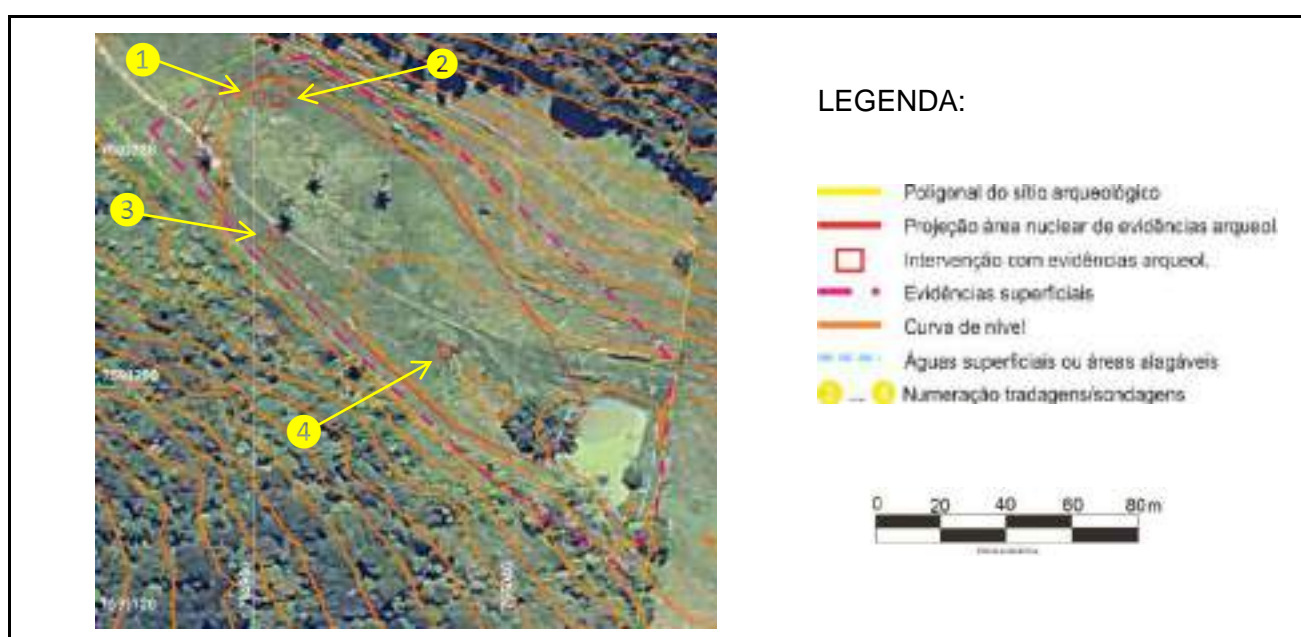 1
2
3
4
LEGENDA:
Poligonal do sítio arqueológico
Projeção área nuclear de evidências arqueol.
Intervenção com evidências arqueol.
Evidências superficiais
Curva de nível
Águas superficiais ou áreas alagáveis
... Numeração tradagens/sondagens
0 20 40 60 80m